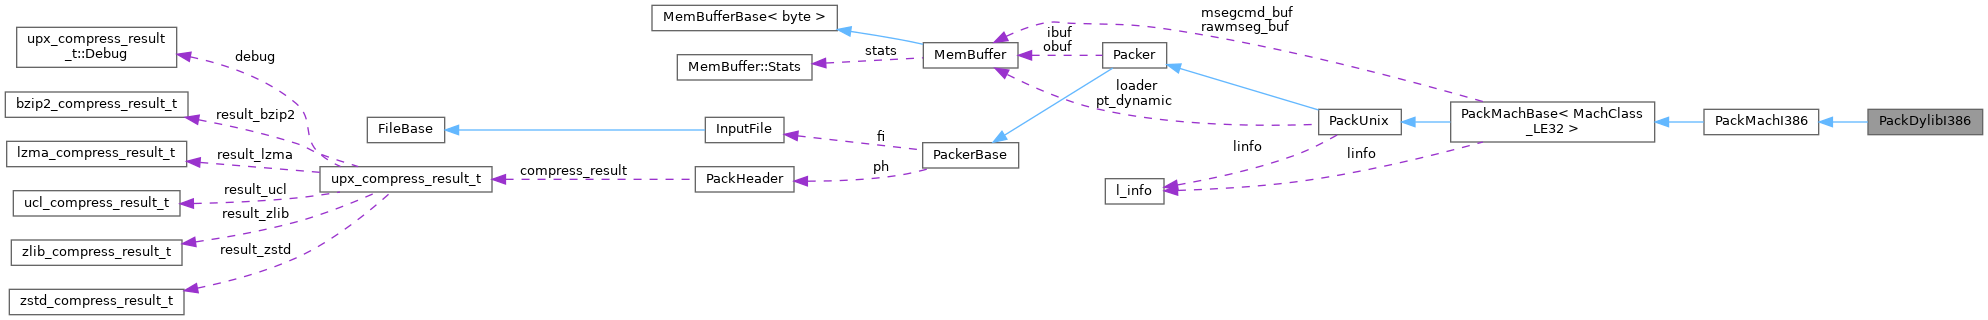 MemBufferBase< byte >
msegcmd_buf
rawmseg_buf
upx_compress_result
_t::Debug
debug
stats
ibuf
obuf
MemBuffer
Packer
MemBuffer::Stats
loader
pt_dynamic
bzip2_compress_result_t
result_bzip2
FileBase
InputFile
fi
PackUnix
PackMachBase< MachClass
_LE32 >
PackMachI386
PackDylibI386
lzma_compress_result_t
result_lzma
PackerBase
linfo
linfo
upx_compress_result_t
compress_result
PackHeader
ph
l_info
ucl_compress_result_t
result_ucl
result_zlib
zlib_compress_result_t
result_zstd
zstd_compress_result_t